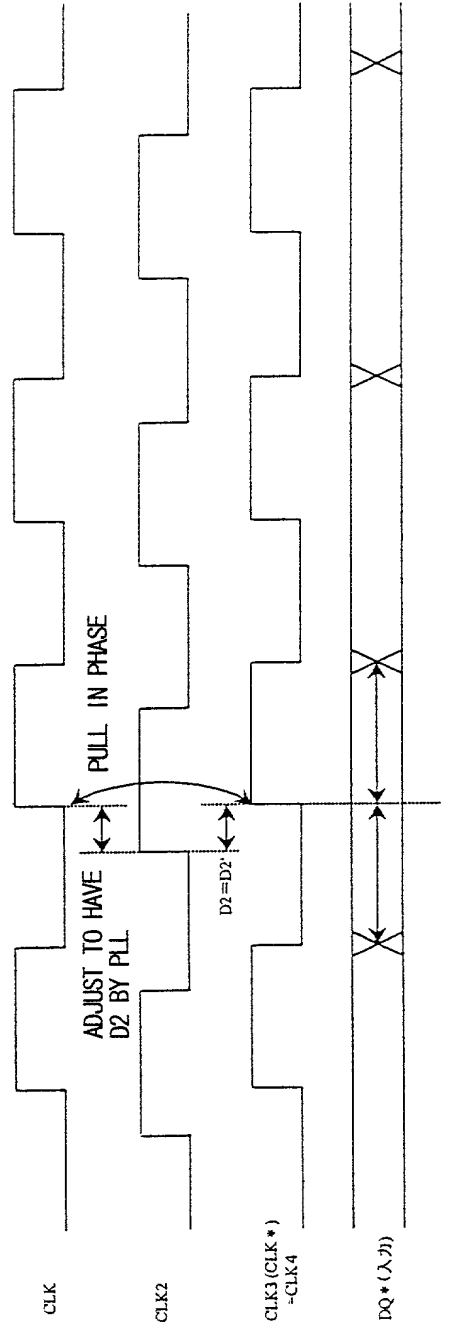 CLK
CLK2
CLK3 (CLK *)
=CLK4
DQ * (入力)
ADJUST TO HAVE
D2 BY PLL
PULL IN PHASE
D2=D2'